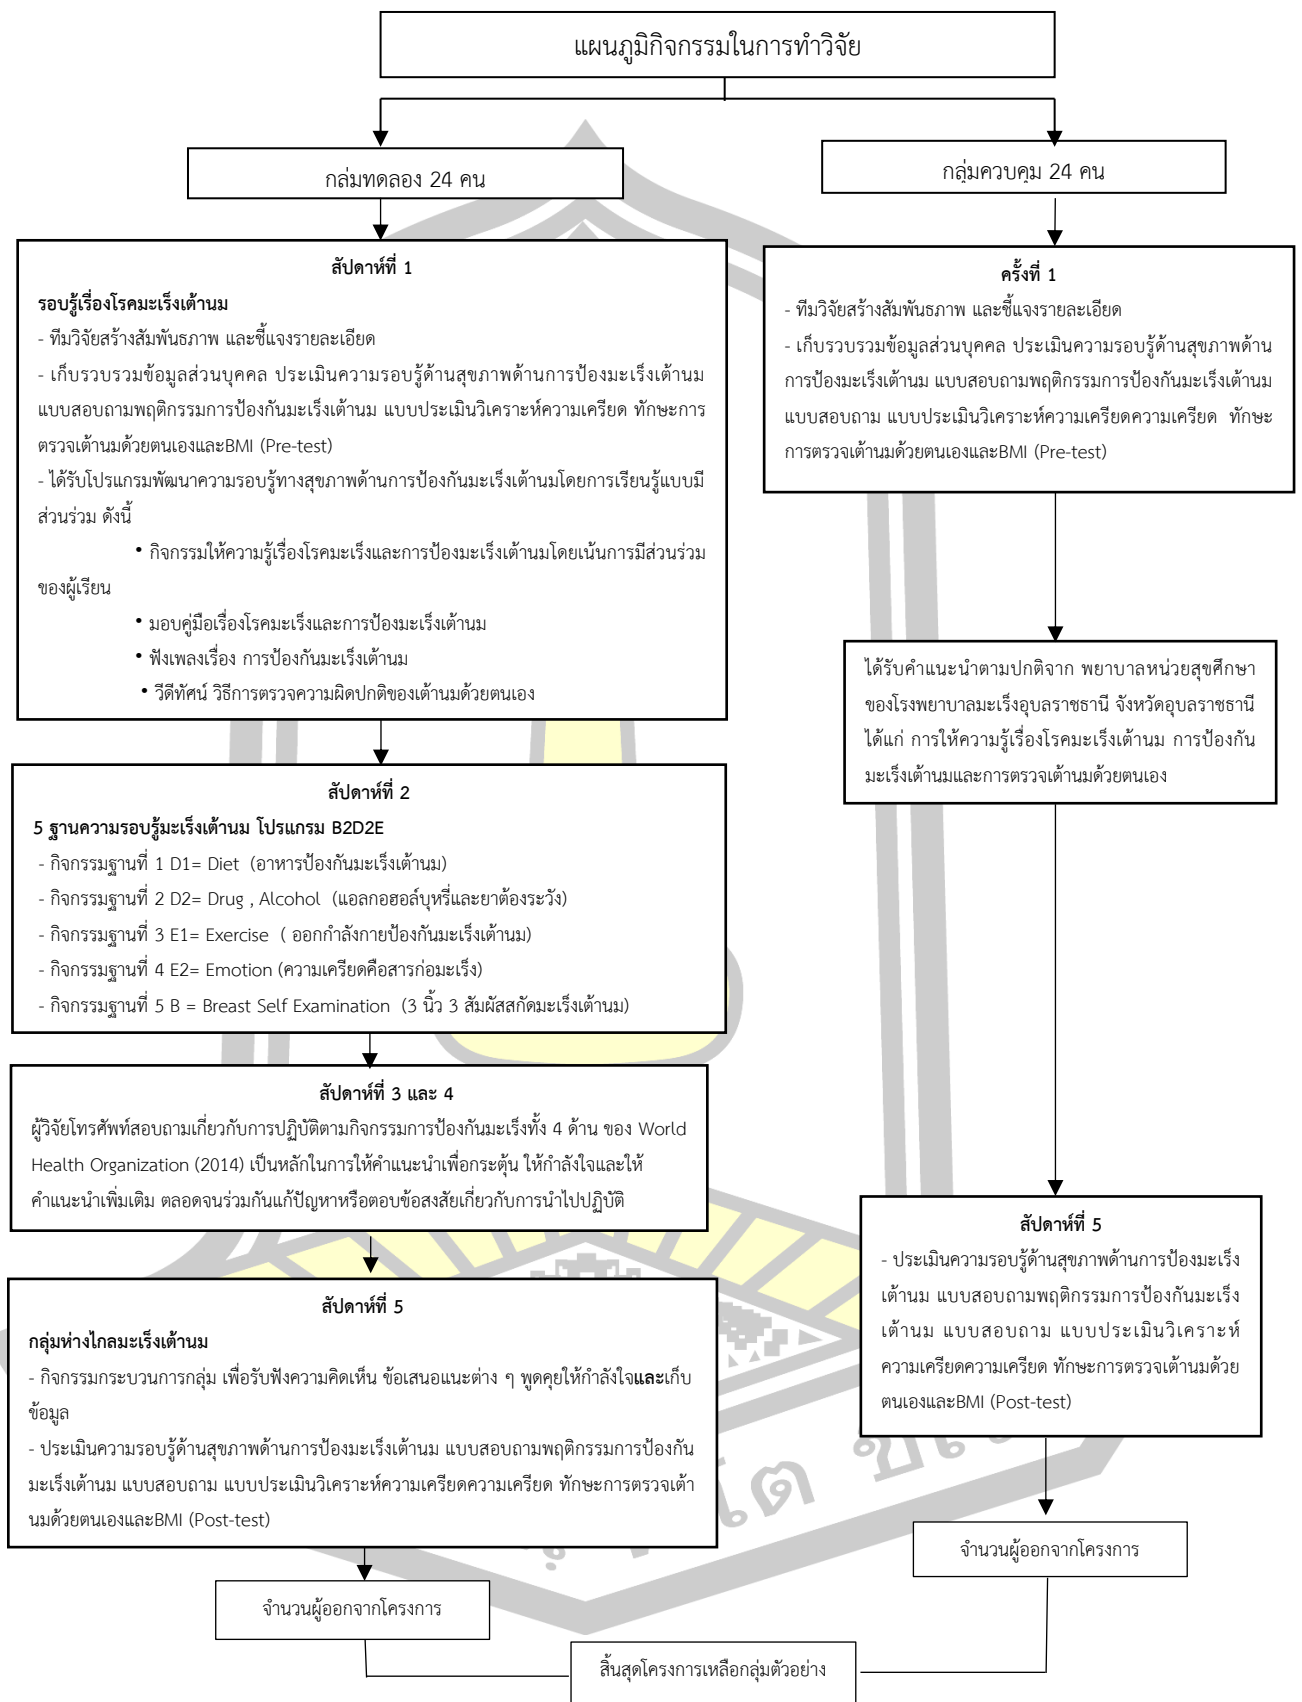 แผนภูมิกิจกรรมในการทำวิจัย
กลุ่มทดลอง 24 คน
กลุ่มควบคุม 24 คน
สัปดาห์ที่ 1
รอบรู้เรื่องโรคมะเร็งเต้านม
- ทีมวิจัยสร้างสัมพันธภาพ และชี้แจงรายละเอียด
- เก็บรวบรวมข้อมูลส่วนบุคคล ประเมินความรอบรู้ด้านสุขภาพด้านการป้องมะเร็งเต้านม
แบบสอบถามพฤติกรรมการป้องกันมะเร็งเต้านม แบบประเมินวิเคราะห์ความเครียด ทักษะการ
ตรวจเต้านมด้วยตนเองและBMI (Pre-test)
- ได้รับโปรแกรมพัฒนาความรอบรู้ทางสุขภาพด้านการป้องกันมะเร็งเต้านมโดยการเรียนรู้แบบมี
ส่วนร่วม ดังนี้
• กิจกรรมให้ความรู้เรื่องโรคมะเร็งและการป้องมะเร็งเต้านมโดยเน้นการมีส่วนร่วม
ของผู้เรียน
• มอบคู่มือเรื่องโรคมะเร็งและการป้องมะเร็งเต้านม
• ฟังเพลงเรื่อง การป้องกันมะเร็งเต้านม
• วีดีทัศน์ วิธีการตรวจความผิดปกติของเต้านมด้วยตนเอง
ครั้งที่ 1
- ทีมวิจัยสร้างสัมพันธภาพ และชี้แจงรายละเอียด
- เก็บรวบรวมข้อมูลส่วนบุคคล ประเมินความรอบรู้ด้านสุขภาพด้าน
การป้องมะเร็งเต้านม แบบสอบถามพฤติกรรมการป้องกันมะเร็งเต้านม
แบบสอบถาม แบบประเมินวิเคราะห์ความเครียดความเครียด ทักษะ
การตรวจเต้านมด้วยตนเองและBMI (Pre-test)
ได้รับคำแนะนำตามปกติจาก พยาบาลหน่วยสุขศึกษา
ของโรงพยาบาลมะเร็งอุบลราชธานี จังหวัดอุบลราชธานี
ได้แก่ การให้ความรู้เรื่องโรคมะเร็งเต้านม การป้องกัน
มะเร็งเต้านมและการตรวจเต้านมด้วยตนเอง
สัปดาห์ที่ 2
5 ฐานความรอบรู้มะเร็งเต้านม โปรแกรม B2D2E
- กิจกรรมฐานที่ 1 D1= Diet (อาหารป้องกันมะเร็งเต้านม)
- กิจกรรมฐานที่ 2 D2= Drug , Alcohol (แอลกอฮอล์บุหรี่และยาต้องระวัง)
- กิจกรรมฐานที่ 3 E1= Exercise ( ออกกำลังกายป้องกันมะเร็งเต้านม)
- กิจกรรมฐานที่ 4 E2= Emotion (ความเครียดคือสารก่อมะเร็ง)
- กิจกรรมฐานที่ 5 B = Breast Self Examination (3 นิ้ว 3 สัมผัสสกัดมะเร็งเต้านม)
สัปดาห์ที่ 3 และ 4
ผู้วิจัยโทรศัพท์สอบถามเกี่ยวกับการปฏิบัติตามกิจกรรมการป้องกันมะเร็งทั้ง 4 ด้าน ของ World
Health Organization (2014) เป็นหลักในการให้คำแนะนำเพื่อกระตุ้น ให้กำลังใจและให้
คำแนะนำเพิ่มเติม ตลอดจนร่วมกันแก้ปัญหาหรือตอบข้อสงสัยเกี่ยวกับการนำไปปฏิบัติ
สัปดาห์ที่ 5
กลุ่มห่างไกลมะเร็งเต้านม
- กิจกรรมกระบวนการกลุ่ม เพื่อรับฟังความคิดเห็น ข้อเสนอแนะต่าง ๆ พูดคุยให้กำลังใจและเก็บ
ข้อมูล
- ประเมินความรอบรู้ด้านสุขภาพด้านการป้องมะเร็งเต้านม แบบสอบถามพฤติกรรมการป้องกัน
มะเร็งเต้านม แบบสอบถาม แบบประเมินวิเคราะห์ความเครียดความเครียด ทักษะการตรวจเต้า
นมด้วยตนเองและBMI (Post-test)
สัปดาห์ที่ 5
- ประเมินความรอบรู้ด้านสุขภาพด้านการป้องมะเร็ง
เต้านม แบบสอบถามพฤติกรรมการป้องกันมะเร็ง
เต้านม แบบสอบถาม แบบประเมินวิเคราะห์
ความเครียดความเครียด ทักษะการตรวจเต้านมด้วย
ตนเองและBMI (Post-test)
จำนวนผู้ออกจากโครงการ
จำนวนผู้ออกจากโครงการ
สิ้นสุดโครงการเหลือกลุ่มตัวอย่าง